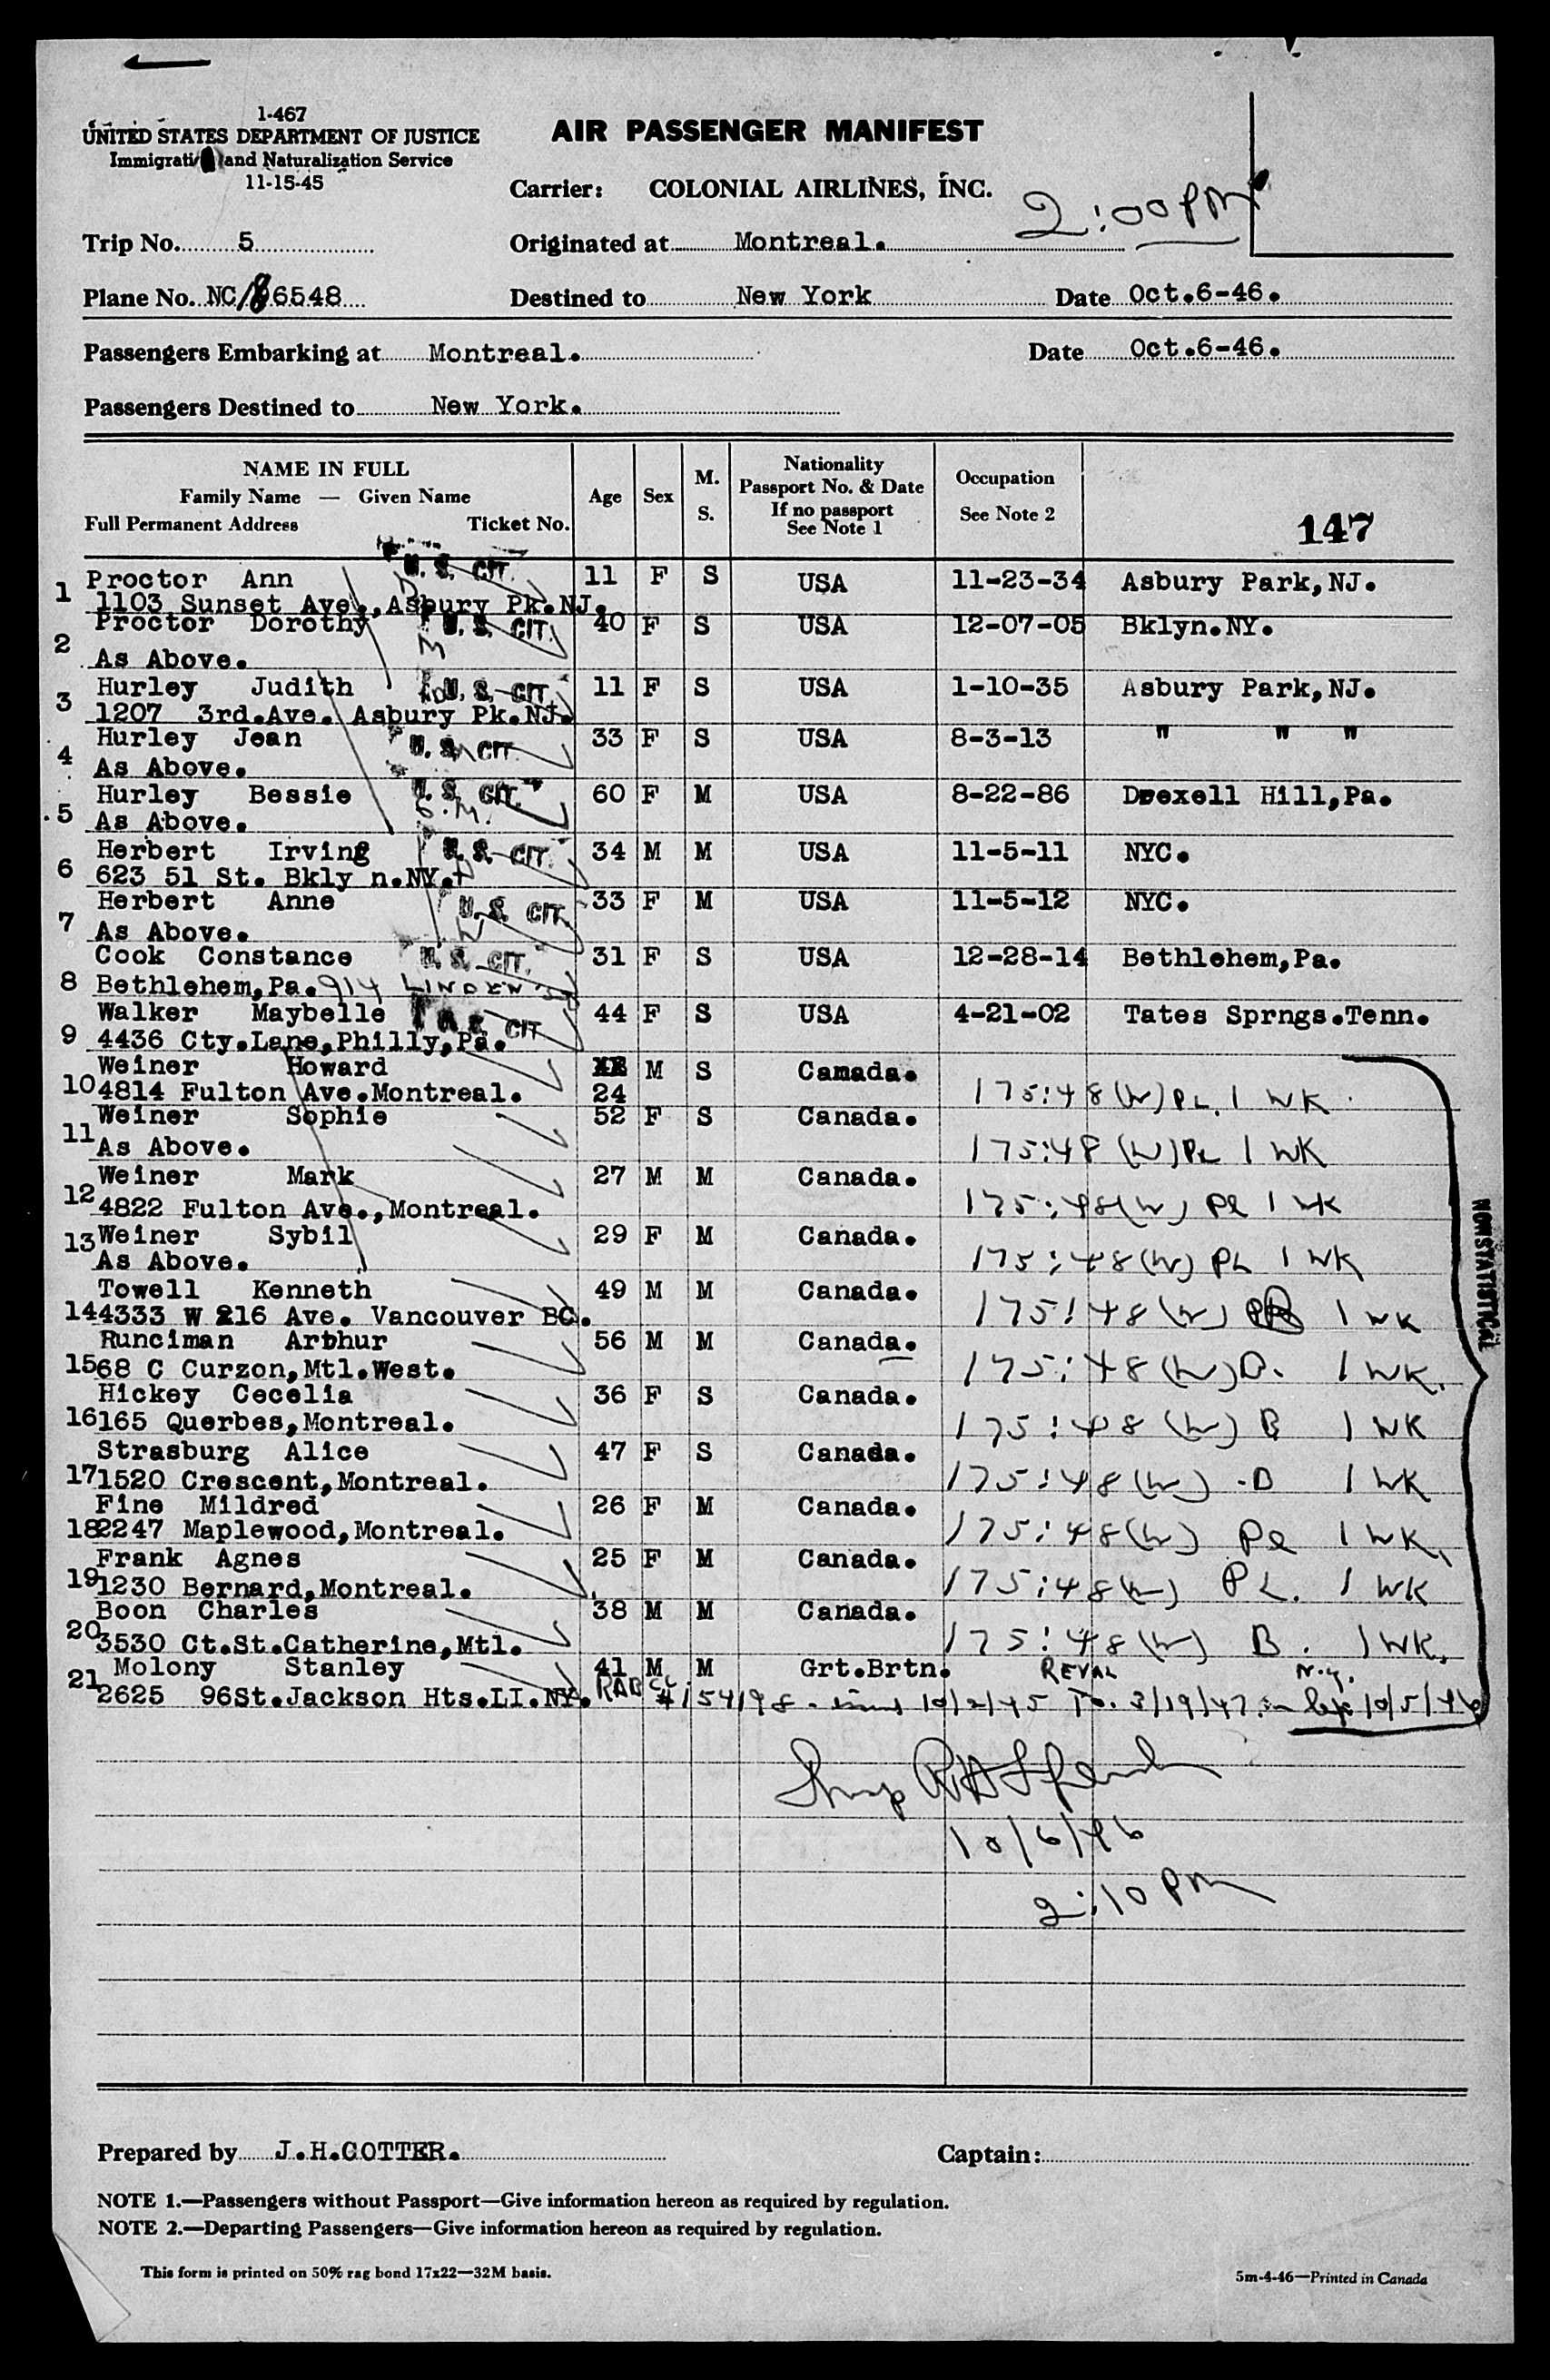 1-467
UNITED STATES DEPARTMENT OF JUSTICE
Immigration and Naturalization Service
11-15-45
AIR PASSENGER MANIFEST
Carrier: COLONIAL AIRLINES, INC.
2:00 PM
Trip No. 5 Originated at Montreal.
Plane No. NC 86548 Destined to New York Date Oct.6-46.
Passengers Embarking at Montreal. Date Oct.6-46.
Passengers Destined to New York.
NAME IN FULL
Family Name — Given Name
Full Permanent Address Ticket No.
Age
Sex
M.
S.
Nationality
Passport No. & Date
If no passport
See Note 1
Occupation
See Note 2
147
1 Proctor Ann U. S. CIT. 11 F S USA 11-23-34 Asbury Park,NJ.
1103 Sunset Ave.,Asbury Pk.NJ.
2 Proctor Dorothy U. S. CIT. 40 F S USA 12-07-05 Bklyn.NY.
As Above.
3 Hurley Judith U. S. CIT. 11 F S USA 1-10-35 Asbury Park,NJ.
1207 3rd.Ave. Asbury Pk.NJ.
4 Hurley Jean U. S. CIT. 33 F S USA 8-3-13 " " "
As Above.
5 Hurley Bessie U. S. CIT. 60 F M USA 8-22-86 Drexell Hill,Pa.
As Above.
6 Herbert Irving U. S. CIT. 34 M M USA 11-5-11 NYC.
623 51 St. Bkly n.NY.
7 Herbert Anne U. S. CIT. 33 F M USA 11-5-12 NYC.
As Above.
8 Cook Constance U. S. CIT. 31 F S USA 12-28-14 Bethlehem,Pa.
Bethlehem,Pa. 914 LINDEN ST
9 Walker Maybelle U. S. CIT 44 F S USA 4-21-02 Tates Sprngs.Tenn.
4436 Cty.Lane,Philly,Pa.
10 Weiner Howard M S Canada.
4814 Fulton Ave.Montreal. 24 175:48 (W) PL. 1 WK
11 Weiner Sophie 52 F S Canada.
As Above. 175:48 (W) PL 1 WK
12 Weiner Mark 27 M M Canada.
4822 Fulton Ave.,Montreal. 175:48 (W) Pl 1 WK
13 Weiner Sybil 29 F M Canada.
As Above. 175:48 (W) PL 1 WK
14 Towell Kenneth 49 M M Canada.
4333 W 216 Ave. Vancouver BC. 175:48 (W) B 1 WK
15 Runciman Arthur 56 M M Canada.
68 C Curzon,Mtl.West. 175:48 (W) B. 1 WK.
16 Hickey Cecelia 36 F S Canada.
165 Querbes,Montreal. 175:48 (W) B 1 WK
17 Strasburg Alice 47 F S Canada.
1520 Crescent,Montreal. 175:48 (W) B 1 WK
18 Fine Mildred 26 F M Canada.
2247 Maplewood,Montreal. 175:48 (W) Pl 1 WK.
19 Frank Agnes 25 F M Canada.
1230 Bernard,Montreal. 175:48 (W) PL. 1 WK
20 Boon Charles 38 M M Canada.
3530 Ct.St.Catherine,Mtl. 175:48 (W) B. 1 WK.
21 Molony Stanley 41 M M Grt.Brtn. REVAL N.Y.
2625 96St.Jackson Hts.LI.NY. #154198 10/2/45 To. 3/19/47 10/5/46
NONSTATISTICAL
10/6/46
2:10 PM
Prepared by J.H.COTTER. Captain:
NOTE 1.—Passengers without Passport—Give information hereon as required by regulation.
NOTE 2.—Departing Passengers—Give information hereon as required by regulation.
This form is printed on 50% rag bond 17x22—32M basis.
5m-4-46—Printed in Canada